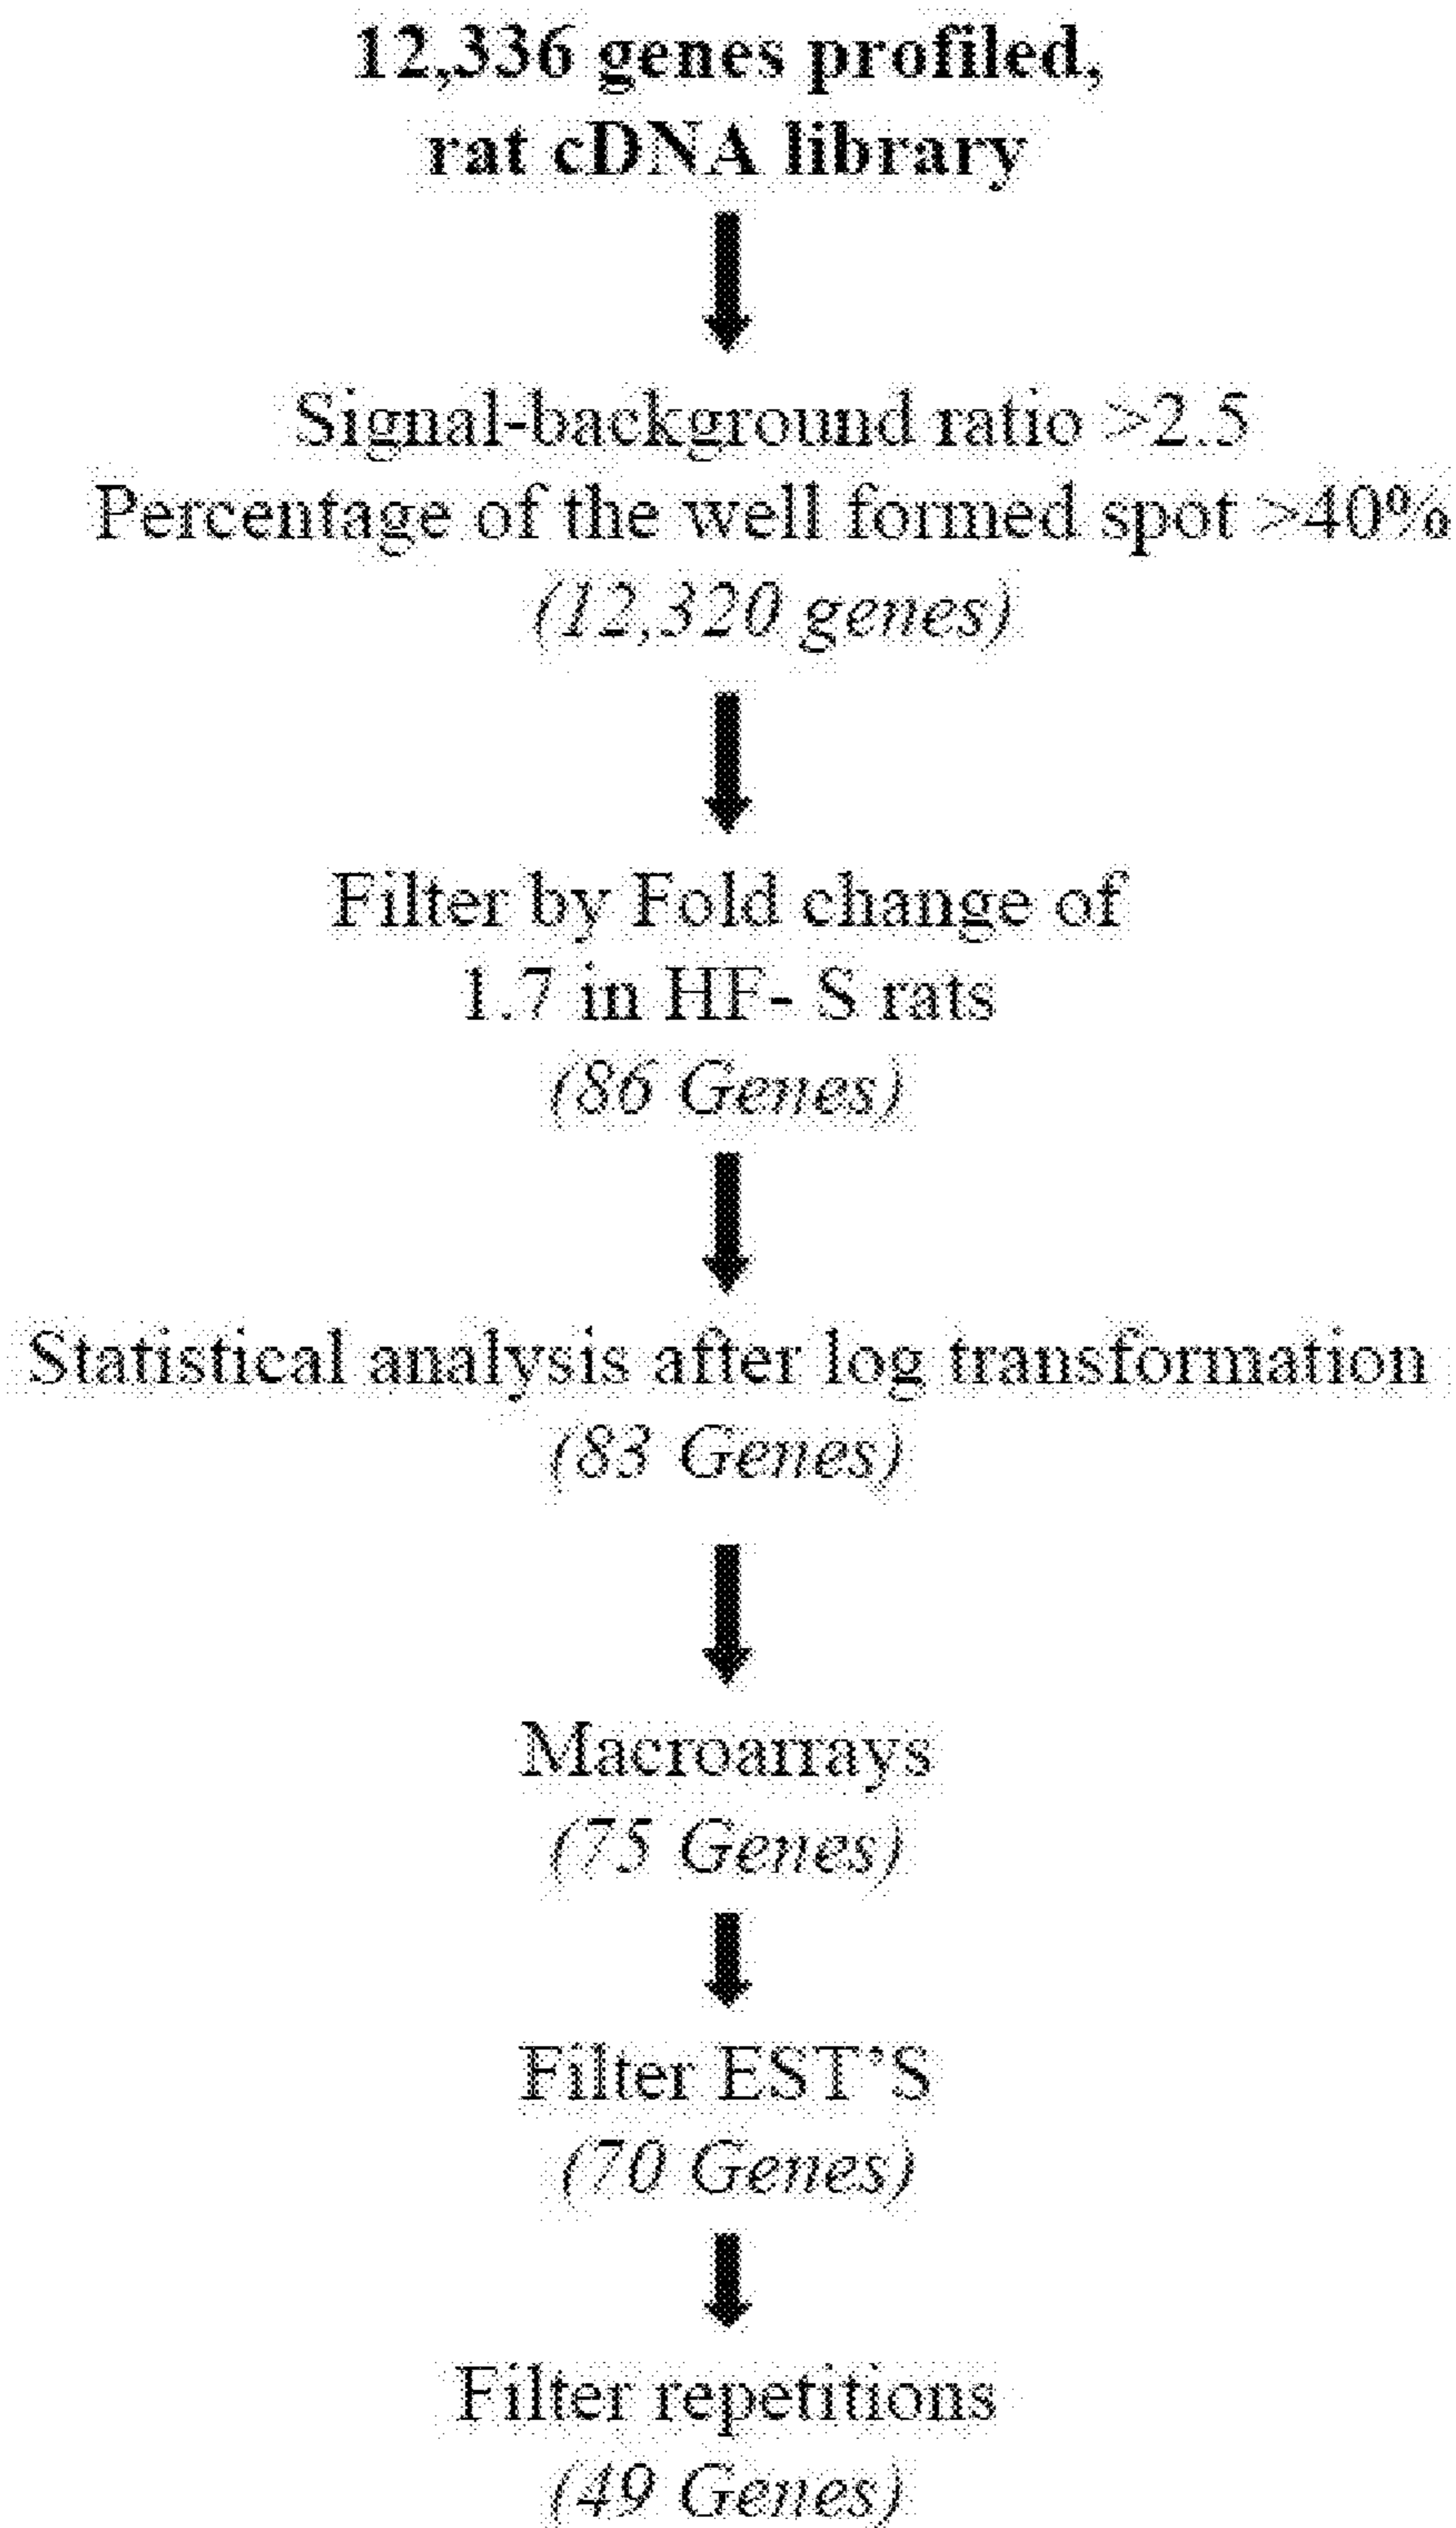 12,336 genes profiled,
rat cDNA library
Signal-background ratio >2.5
Percentage of the well formed spot >40%
(12,320 genes)
Filter by Fold change of
1.7 in HF- S rats
(86 Genes)
Statistical analysis after log transformation
(83 Genes)
Macroarrays
(75 Genes)
Filter EST’S
(70 Genes)
Filter repetitions
(49 Genes)